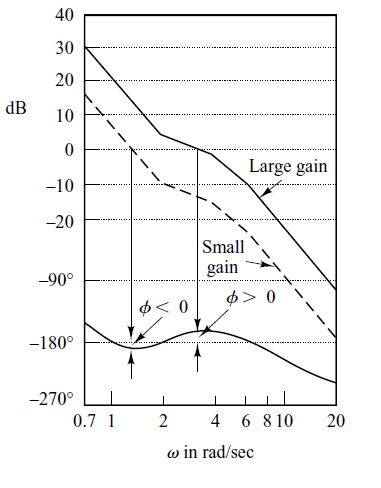 40
30
20
dB
10
0
Large gain
–10
–20
Small
gain
–90°
ϕ < 0
ϕ > 0
–180°
–270°
0.7 1 2 4 6 8 10 20
ω in rad/sec